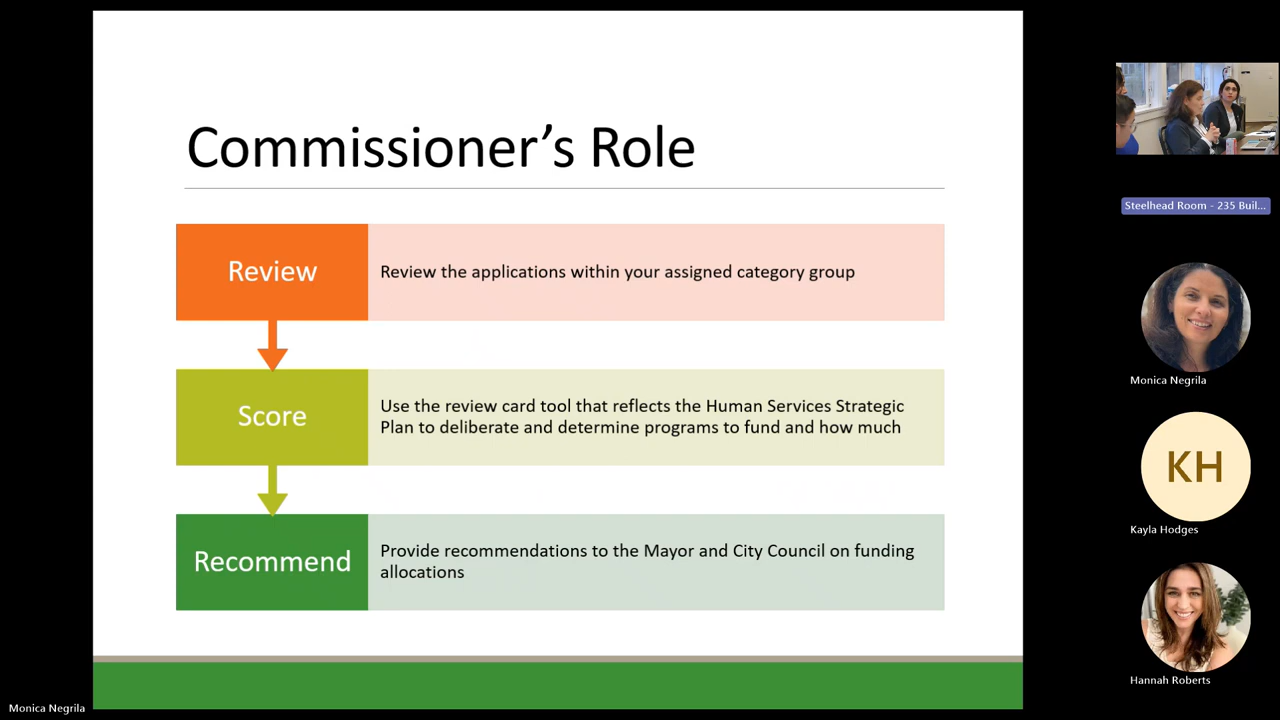 Commissioner's Role
Review
Review the applications within your assigned category group
Score
Use the review card tool that reflects the Human Services Strategic
Plan to deliberate and determine programs to fund and how much
Recommend
Provide recommendations to the Mayor and City Council on funding
allocations
Steelhead Room - 235 Buil...
Monica Negrila
KH
Kayla Hodges
Hannah Roberts
Monica Negrila